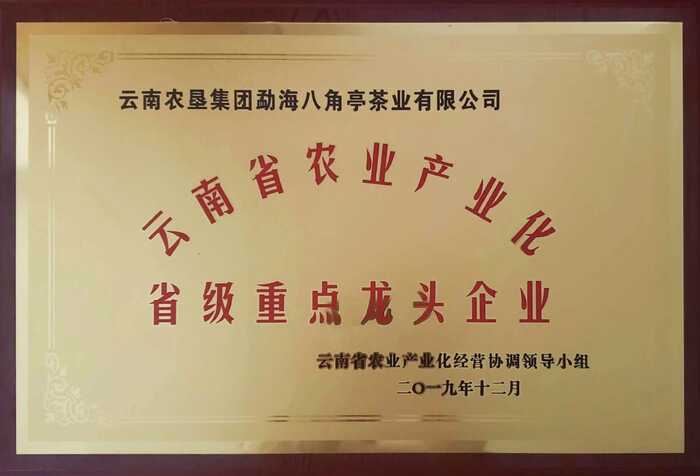 云南农垦集团勐海八角亭茶业有限公司
云南省农业产业化
省级重点龙头企业
云南省农业产业化经营协调领导小组
二〇一九年十二月